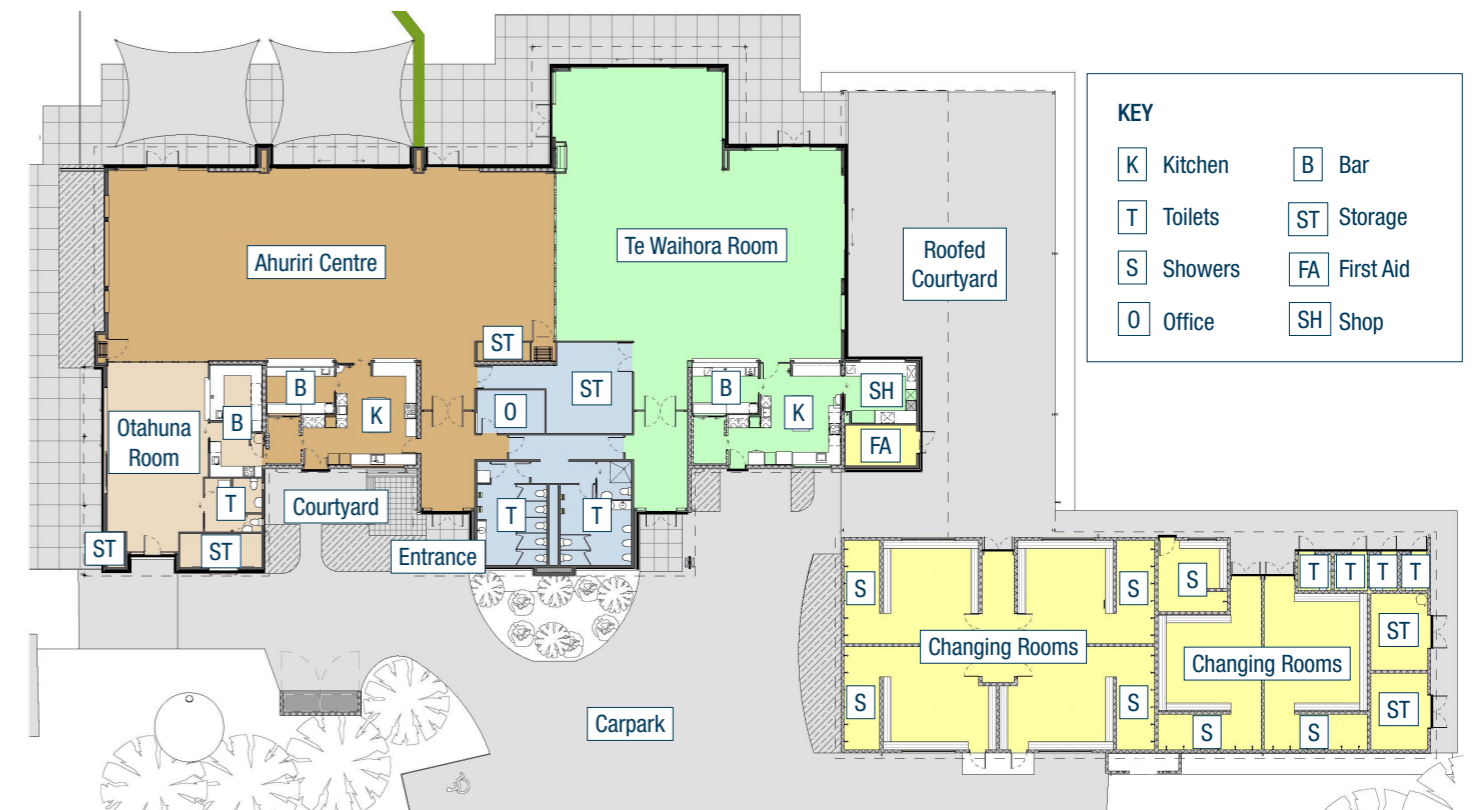 KEY
K Kitchen
B Bar
T Toilets
ST Storage
S Showers
FA First Aid
O Office
SH Shop
Te Waihora Room
Ahuriri Centre
Roofed
Courtyard
ST
ST
B
K
O
B
K
SH
FA
Otahuna
Room
B
T
Courtyard
T
T
ST
ST
Entrance
S
S
S
T
T
T
T
ST
Changing Rooms
Changing Rooms
S
S
ST
S
S
Carpark